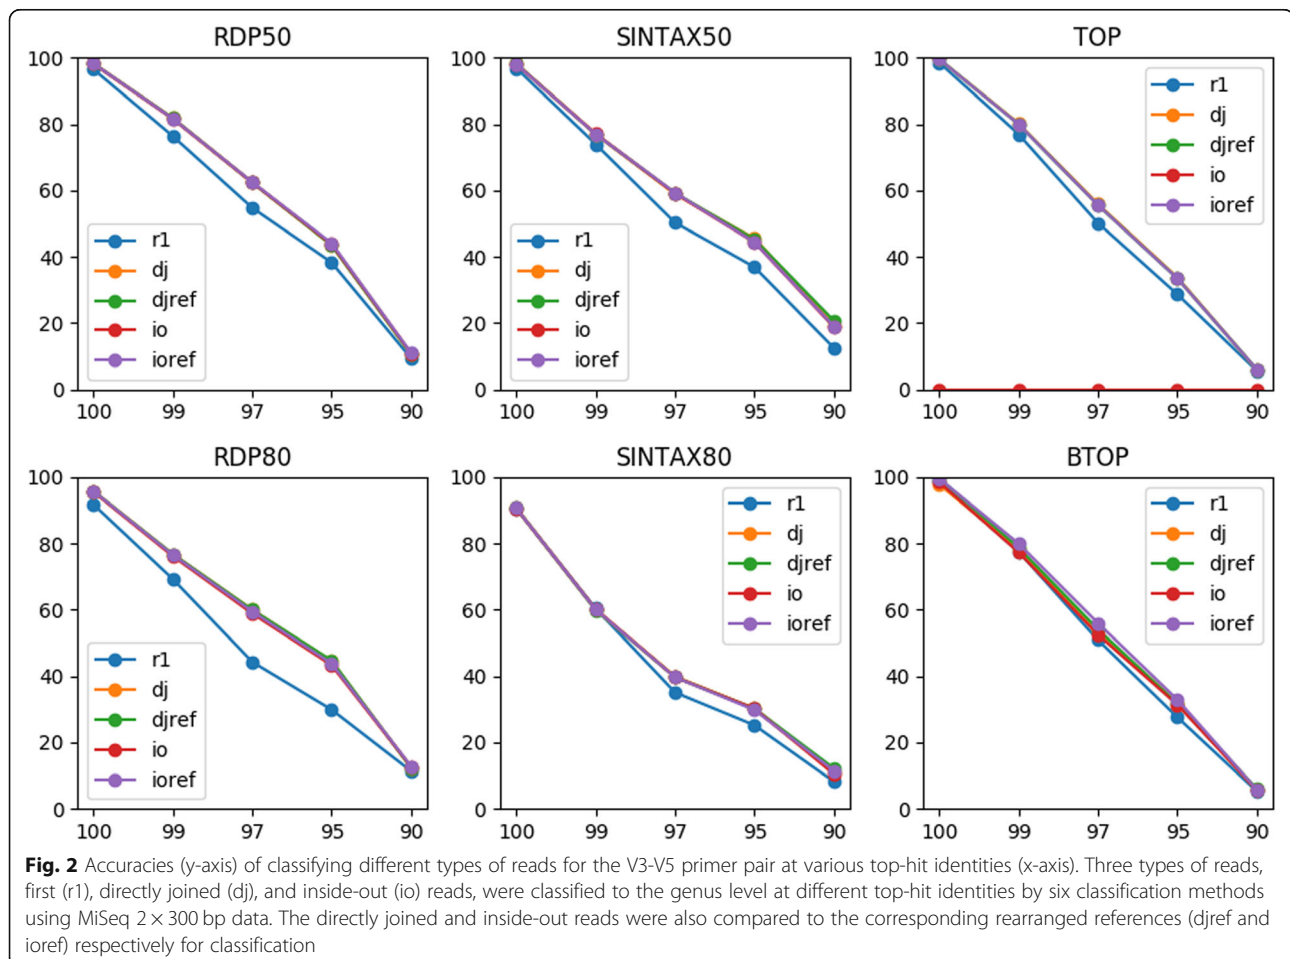 RDP50
SINTAX50
TOP
100
80
60
40
20
0
r1
dj
djref
io
ioref
100 99 97 95 90
100
80
60
40
20
0
r1
dj
djref
io
ioref
100 99 97 95 90
100
80
60
40
20
0
r1
dj
djref
io
ioref
100 99 97 95 90
RDP80
SINTAX80
BTOP
100
80
60
40
20
0
r1
dj
djref
io
ioref
100 99 97 95 90
100
80
60
40
20
0
r1
dj
djref
io
ioref
100 99 97 95 90
100
80
60
40
20
0
r1
dj
djref
io
ioref
100 99 97 95 90
Fig. 2 Accuracies (y-axis) of classifying different types of reads for the V3-V5 primer pair at various top-hit identities (x-axis). Three types of reads,
first (r1), directly joined (dj), and inside-out (io) reads, were classified to the genus level at different top-hit identities by six classification methods
using MiSeq 2 × 300 bp data. The directly joined and inside-out reads were also compared to the corresponding rearranged references (djref and
ioref) respectively for classification